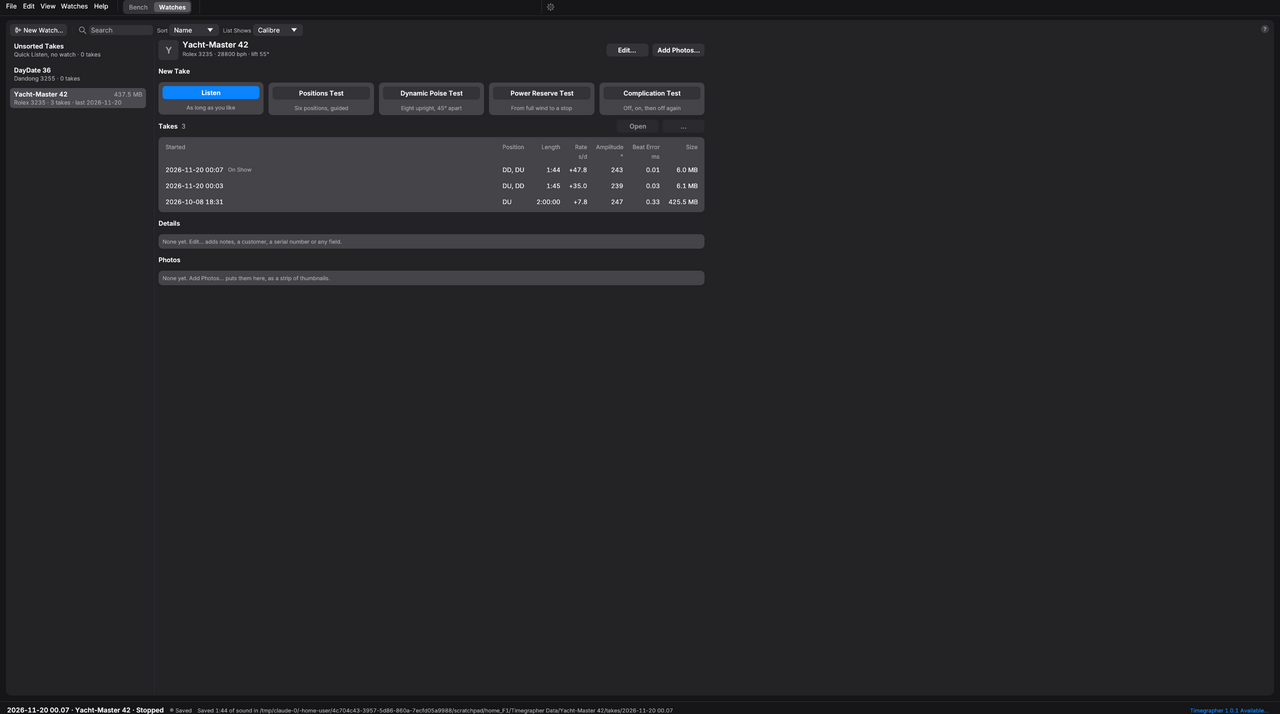 File Edit View Watches Help Bench Watches
New Watch... Search Sort Name List Shows Calibre ?
Unsorted Takes
Quick Listen, no watch · 0 takes
DayDate 36
Dandong 3255 · 0 takes
Yacht-Master 42 437.5 MB
Rolex 3235 · 3 takes · last 2026-11-20
Y
Yacht-Master 42
Rolex 3235 · 28800 bph · lift 55°
Edit... Add Photos...
New Take
Listen
As long as you like
Positions Test
Six positions, guided
Dynamic Poise Test
Eight upright, 45° apart
Power Reserve Test
From full wind to a stop
Complication Test
Off, on, then off again
Takes 3 Open ...
Started Position Length Rate Amplitude Beat Error Size
s/d ° ms
2026-11-20 00:07 On Show DD, DU 1:44 +47.8 243 0.01 6.0 MB
2026-11-20 00:03 DU, DD 1:45 +35.0 239 0.03 6.1 MB
2026-10-08 18:31 DU 2:00:00 +7.8 247 0.33 425.5 MB
Details
None yet. Edit... adds notes, a customer, a serial number or any field.
Photos
None yet. Add Photos... puts them here, as a strip of thumbnails.
2026-11-20 00.07 · Yacht-Master 42 · Stopped Saved Saved 1:44 of sound in /tmp/claude-0/-home-user/4c704c43-3957-5d86-860a-7ecfd05a9988/scratchpad/home_F1/Timegrapher Data/Yacht-Master 42/takes/2026-11-20 00.07 Timegrapher 1.0.1 Available...